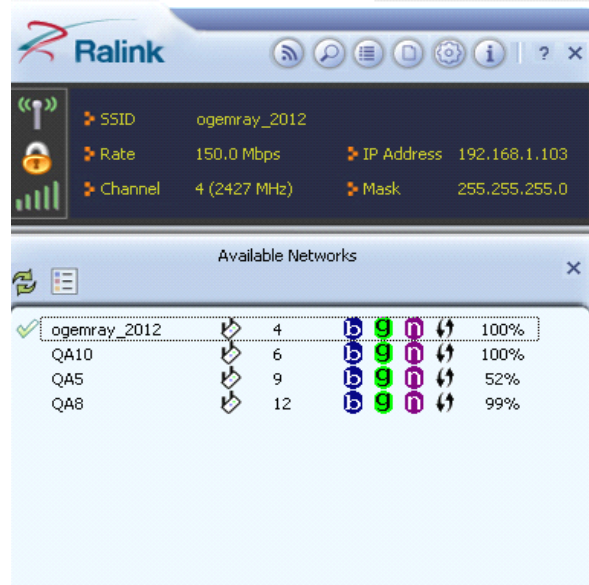 Ralink
? ×
SSID ogemray_2012
Rate 150.0 Mbps IP Address 192.168.1.103
Channel 4 (2427 MHz) Mask 255.255.255.0
Available Networks ×
ogemray_2012 4 b g n 100%
QA10 6 b g n 100%
QA5 9 b g n 52%
QA8 12 b g n 99%